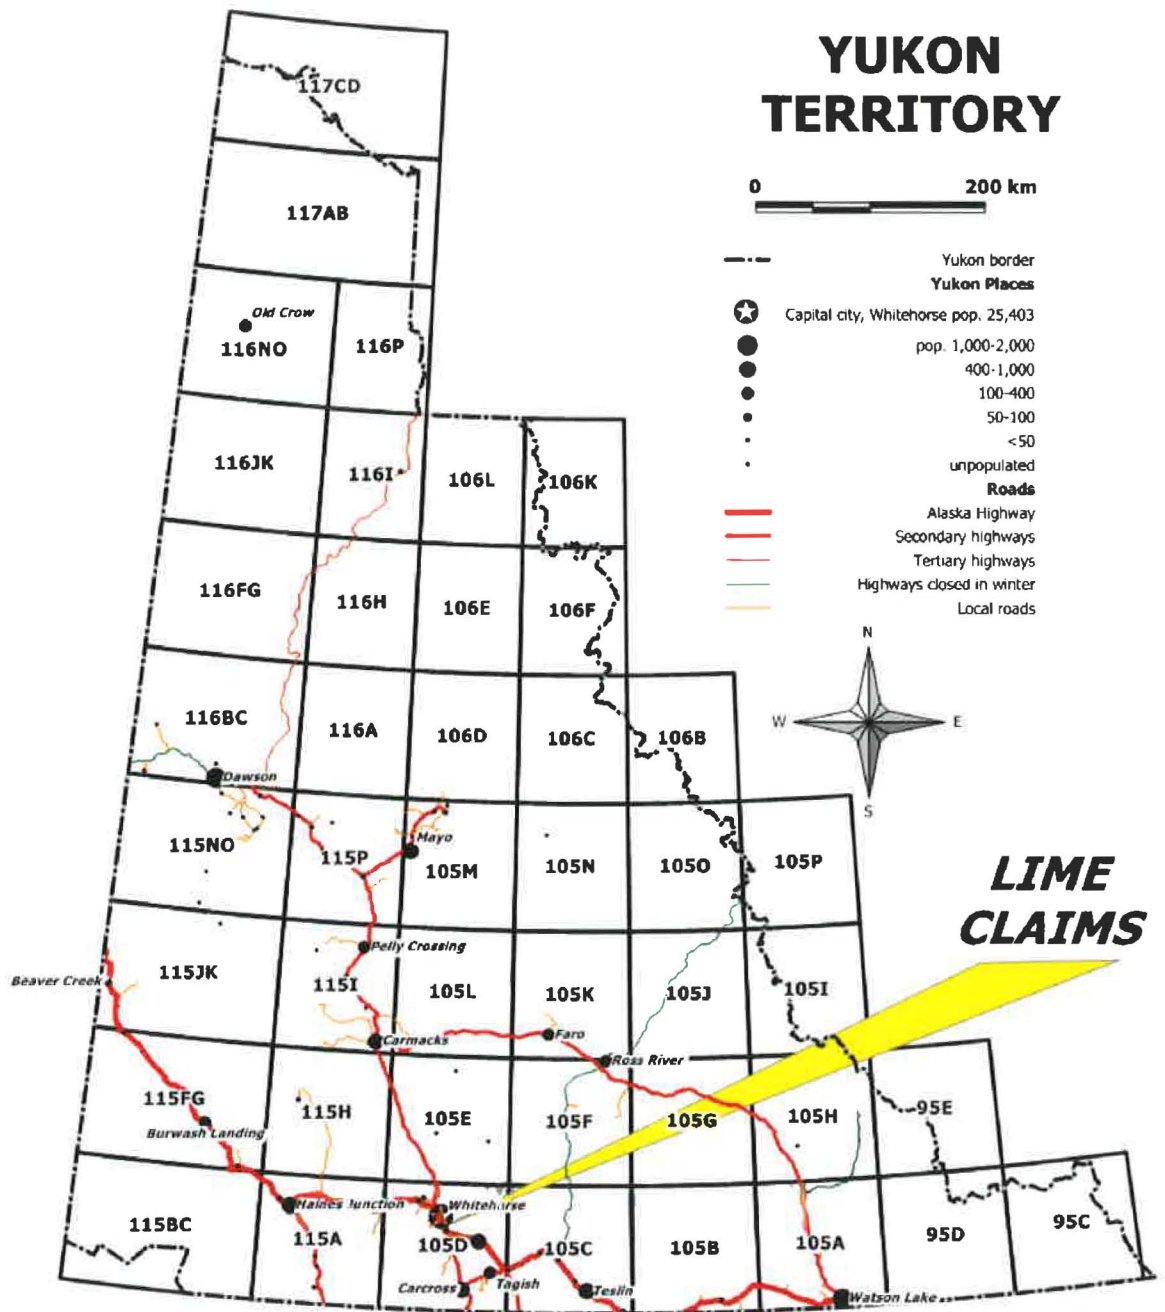 YUKON
TERRITORY
0 200 km
Yukon border
Yukon Places
Capital city, Whitehorse pop. 25,403
pop. 1,000-2,000
400-1,000
100-400
50-100
<50
unpopulated
Roads
Alaska Highway
Secondary highways
Tertiary highways
Highways closed in winter
Local roads
N
W E
S
117CD
117AB
Old Crow
116NO 116P
116JK 116I 106L 106K
116FG 116H 106E 106F
116BC 116A 106D 106C 106B
Dawson
Mayo
115NO 115P 105M 105N 105O 105P
LIME
CLAIMS
Pelly Crossing
Beaver Creek 115JK 115I 105L 105K 105J 105I
Carmacks Faro
Ross River
115FG 115H 105E 105F 105G 105H 95E
Burwash Landing
Haines Junction Whitehorse
115BC 115A 105D 105C 105B 105A 95D 95C
Carcross Tagish Teslin Watson Lake